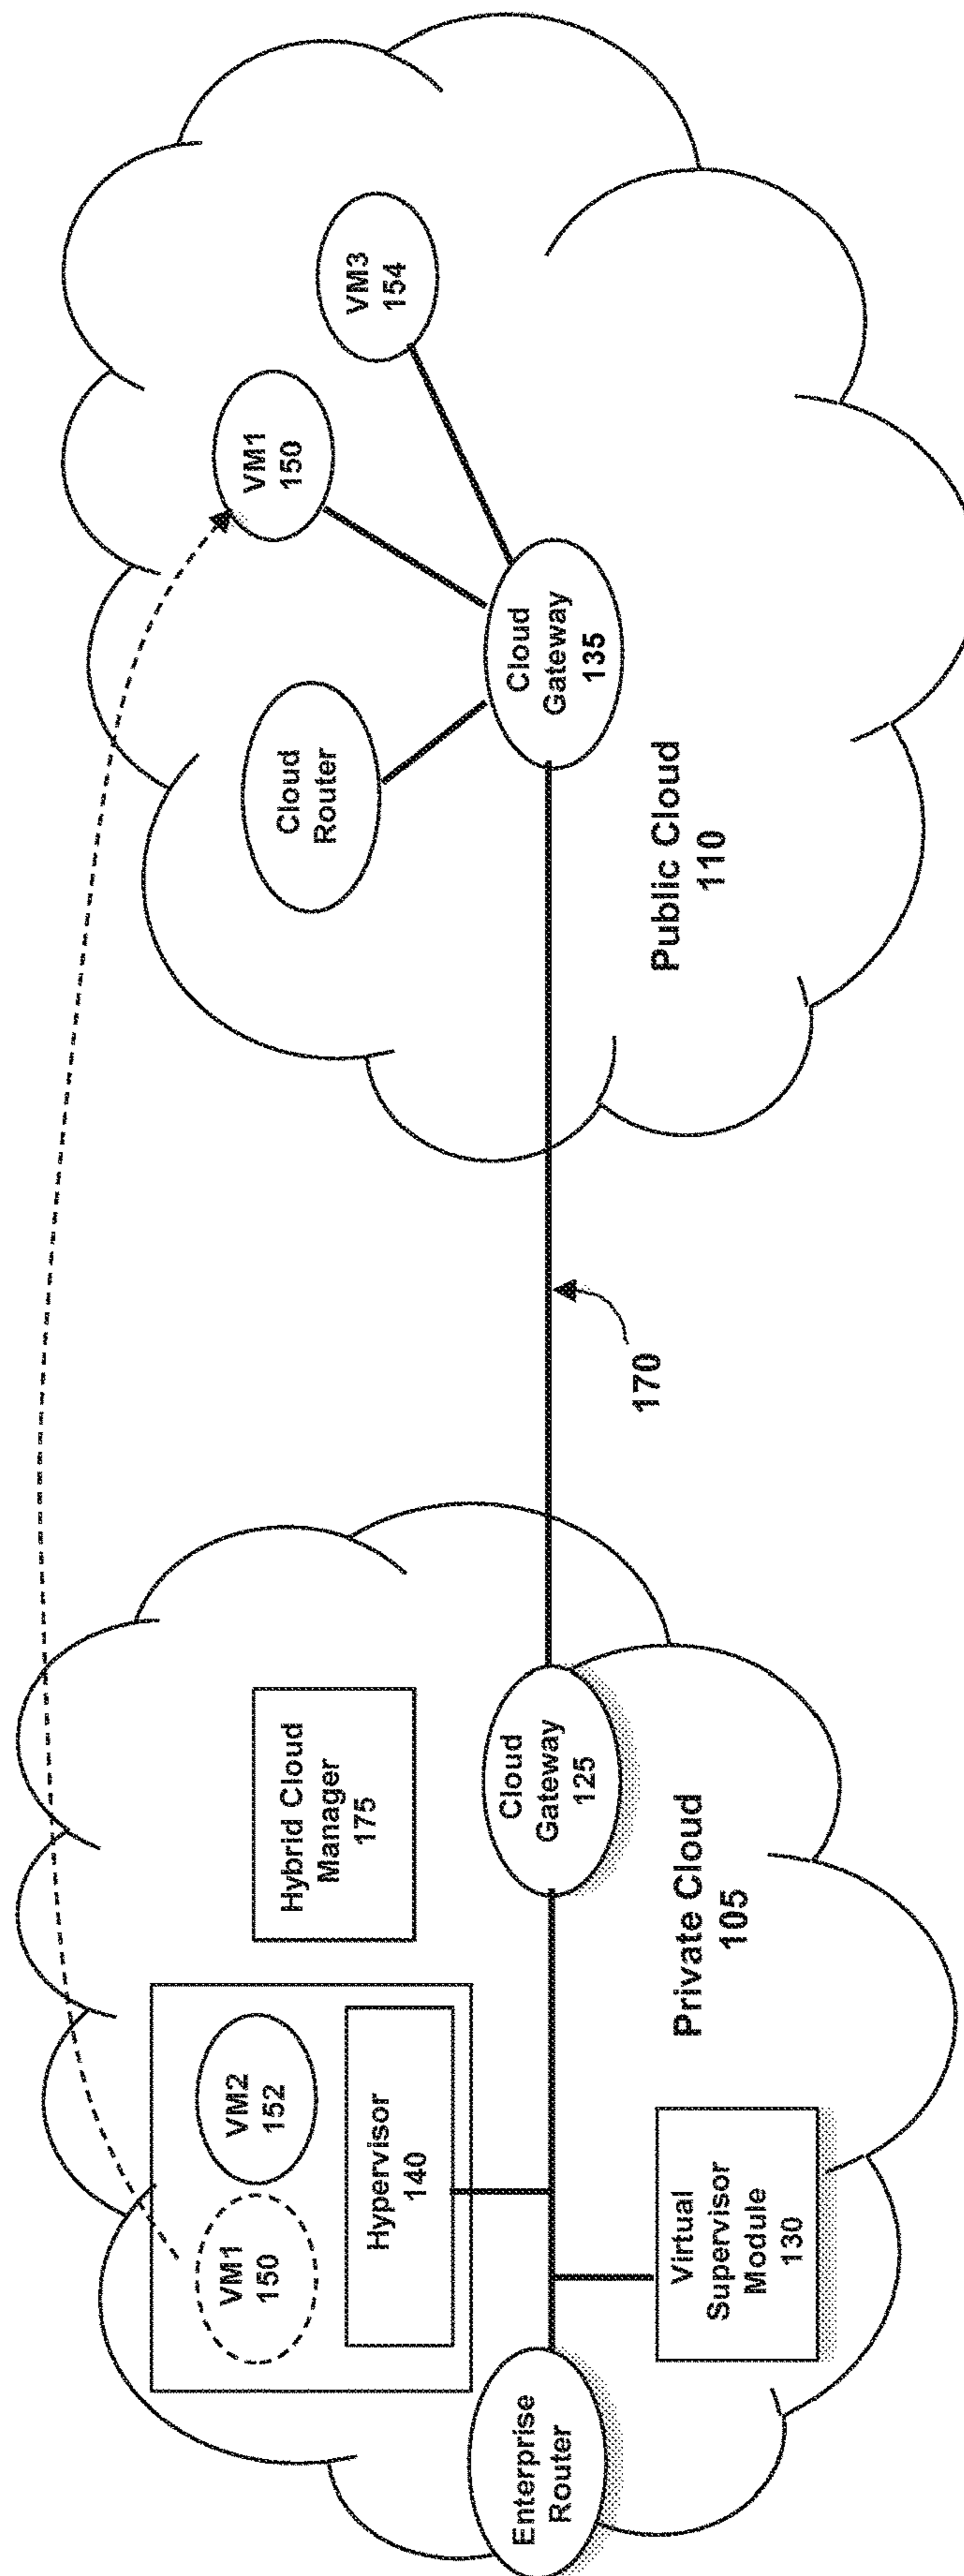 VM1
150
VM2
152
Hypervisor
140
Hybrid Cloud
Manager
175
Enterprise
Router
Virtual
Supervisor
Module
130
Cloud
Gateway
125
Private Cloud
105
170
Cloud
Router
VM1
150
VM3
154
Cloud
Gateway
135
Public Cloud
110